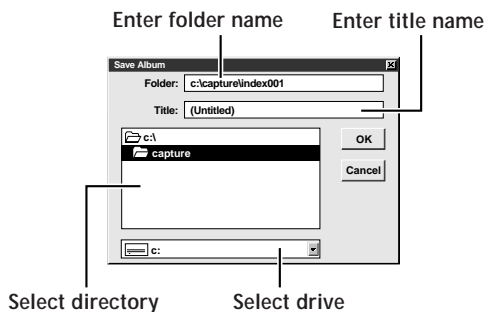 Enter folder name
Enter title name
Save Album
Folder: c:\capture\index001
Title: (Untitled)
c:\
capture
OK
Cancel
c:
Select directory
Select drive